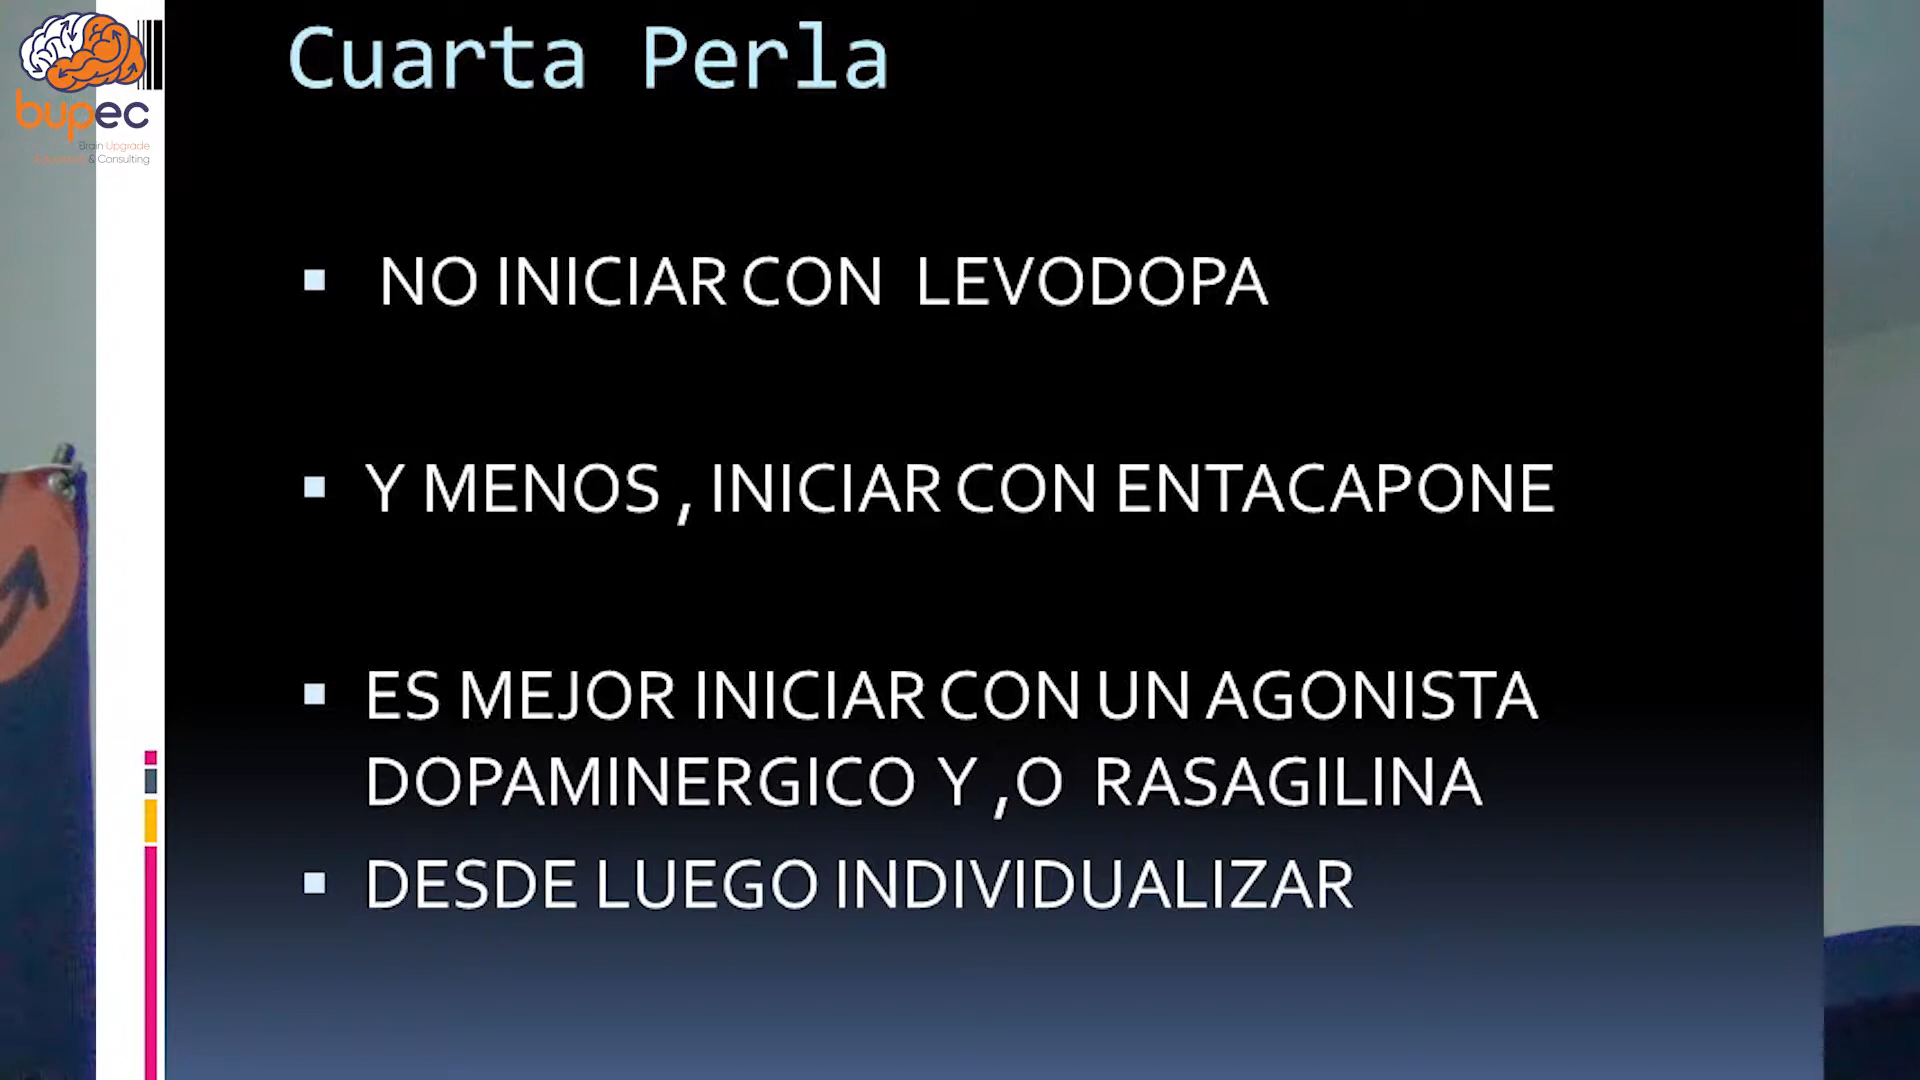 bupec
Brain Upgrade
& Consulting
Cuarta Perla
NO INICIAR CON LEVODOPA
Y MENOS , INICIAR CON ENTACAPONE
ES MEJOR INICIAR CON UN AGONISTA
DOPAMINERGICO Y ,O RASAGILINA
DESDE LUEGO INDIVIDUALIZAR